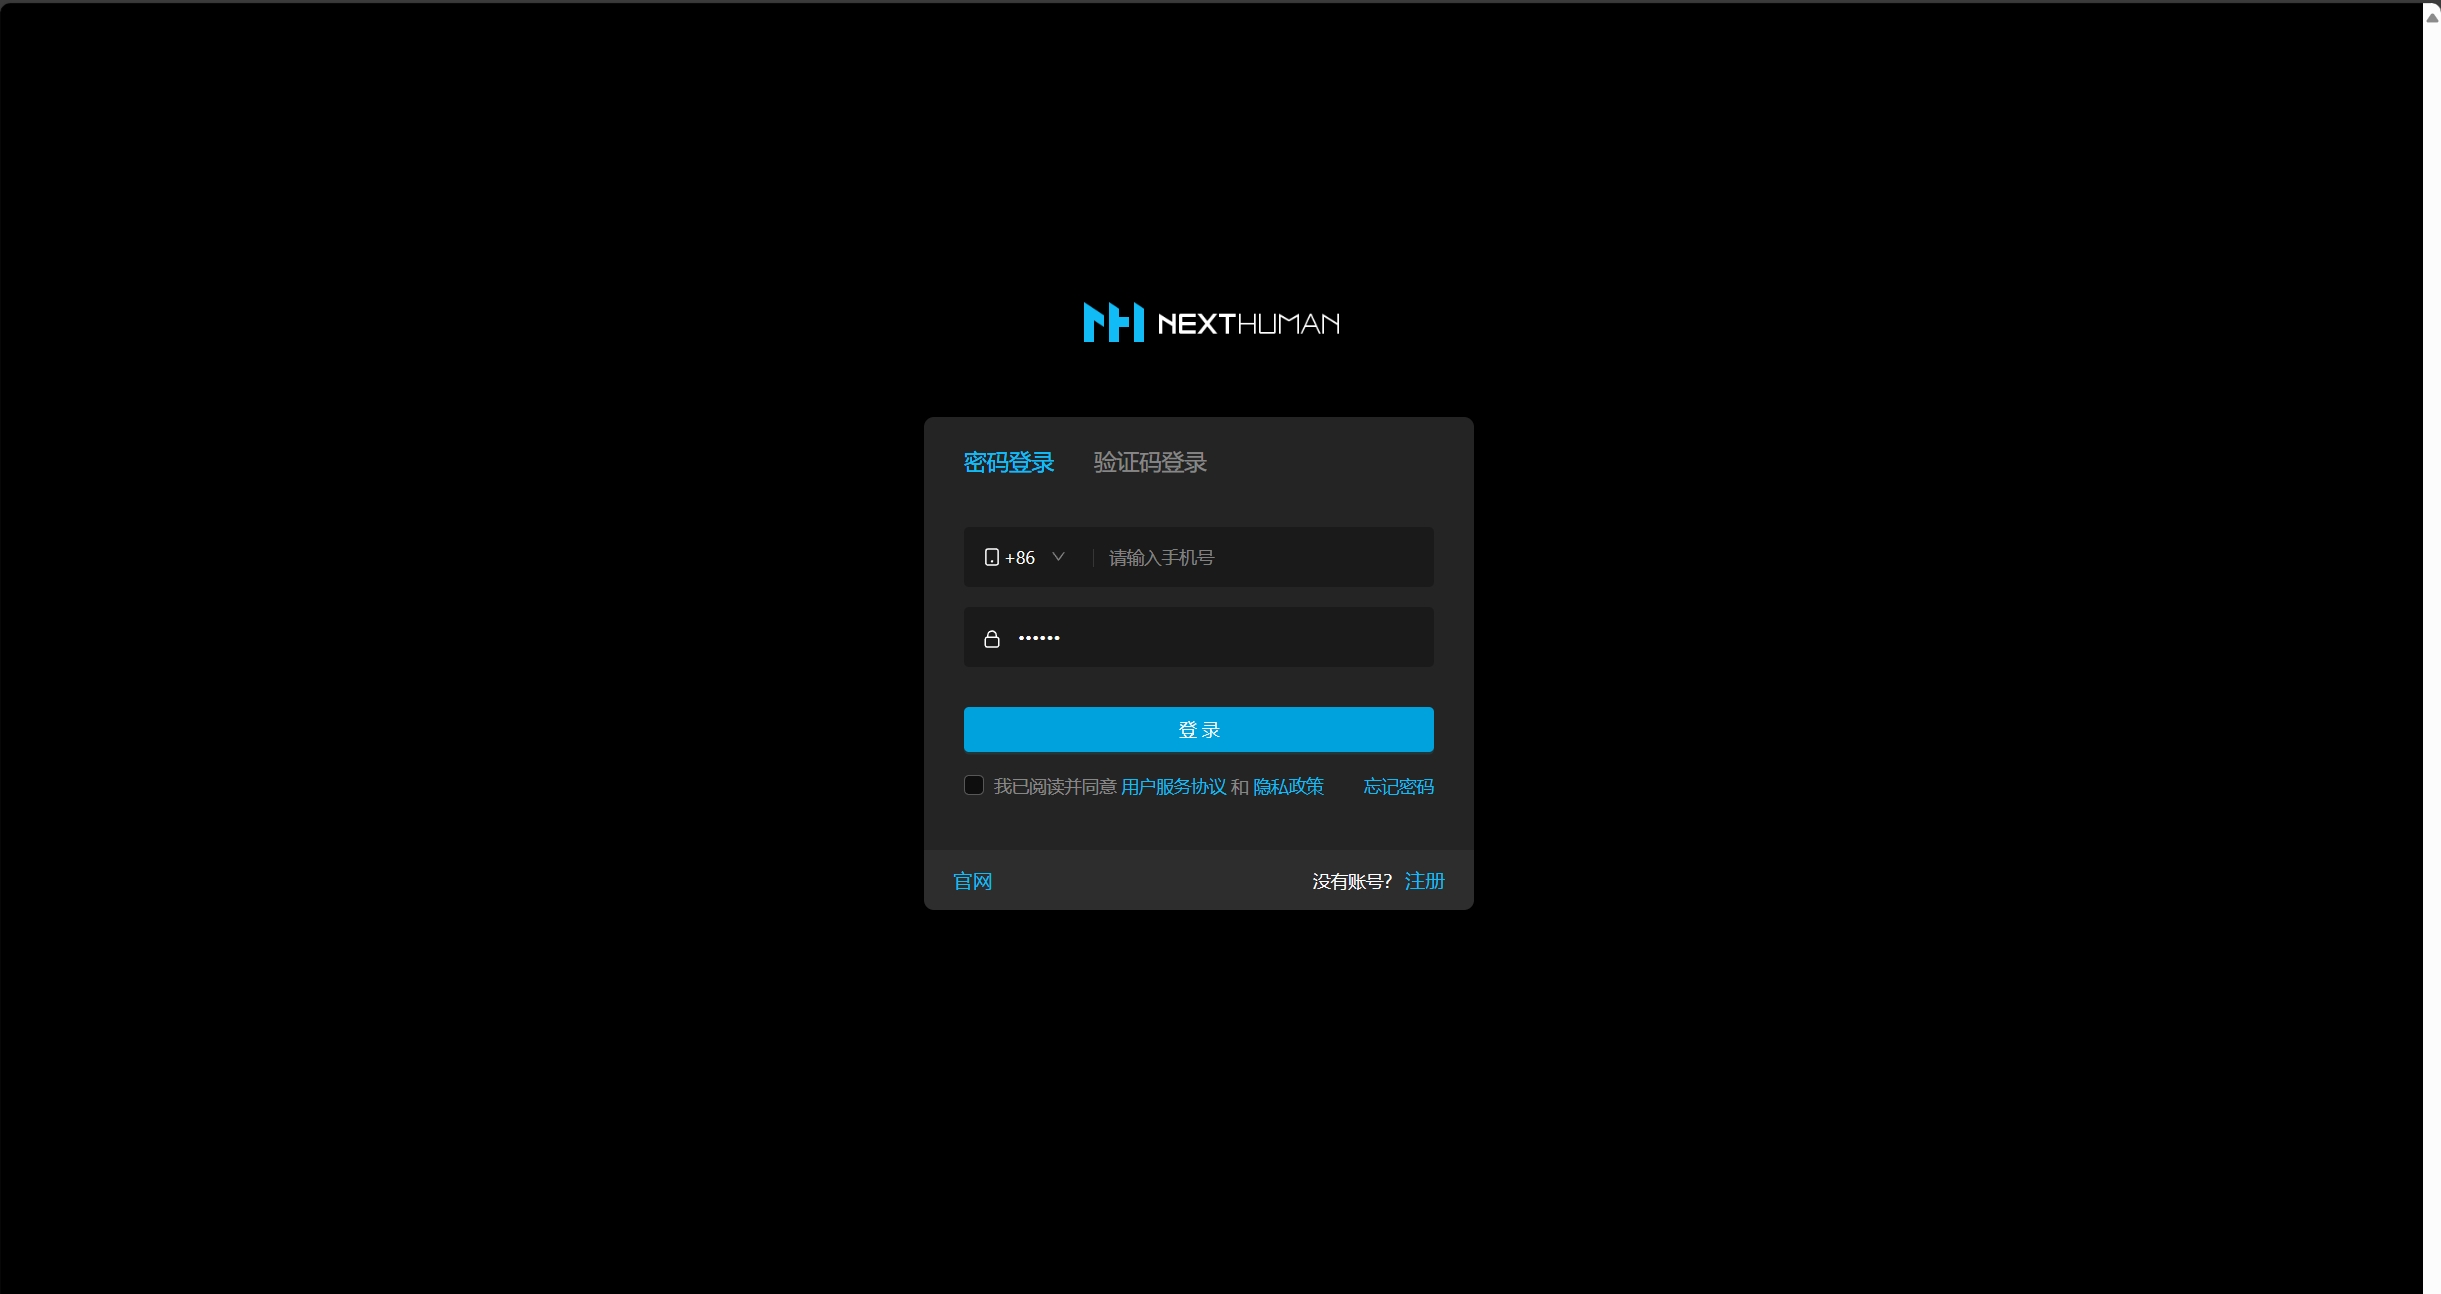 NEXTHUMAN
密码登录 验证码登录
+86 请输入手机号
••••••
登录
我已阅读并同意 用户服务协议 和 隐私政策 忘记密码
官网 没有账号? 注册